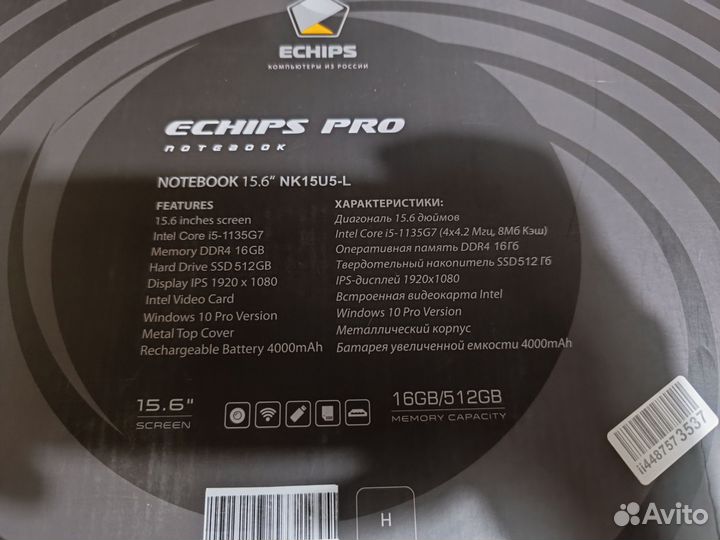 ECHIPS
КОМПЬЮТЕРЫ ИЗ РОССИИ
ECHIPS PRO
NOTEBOOK
NOTEBOOK 15.6" NK15U5-L
FEATURES
15.6 inches screen
Intel Core i5-1135G7
Memory DDR4 16GB
Hard Drive SSD 512GB
Display IPS 1920 x 1080
Intel Video Card
Windows 10 Pro Version
Metal Top Cover
Rechargeable Battery 4000mAh
ХАРАКТЕРИСТИКИ:
Диагональ 15.6 дюймов
Intel Core i5-1135G7 (4x4.2 Мгц, 8Мб Кэш)
Оперативная память DDR4 16Гб
Твердотельный накопитель SSD 512 Гб
IPS-дисплей 1920x1080
Встроенная видеокарта Intel
Windows 10 Pro Version
Металлический корпус
Батарея увеличенной емкости 4000mAh
15.6"
SCREEN
16GB/512GB
MEMORY CAPACITY
ii4487573537
H
Avito